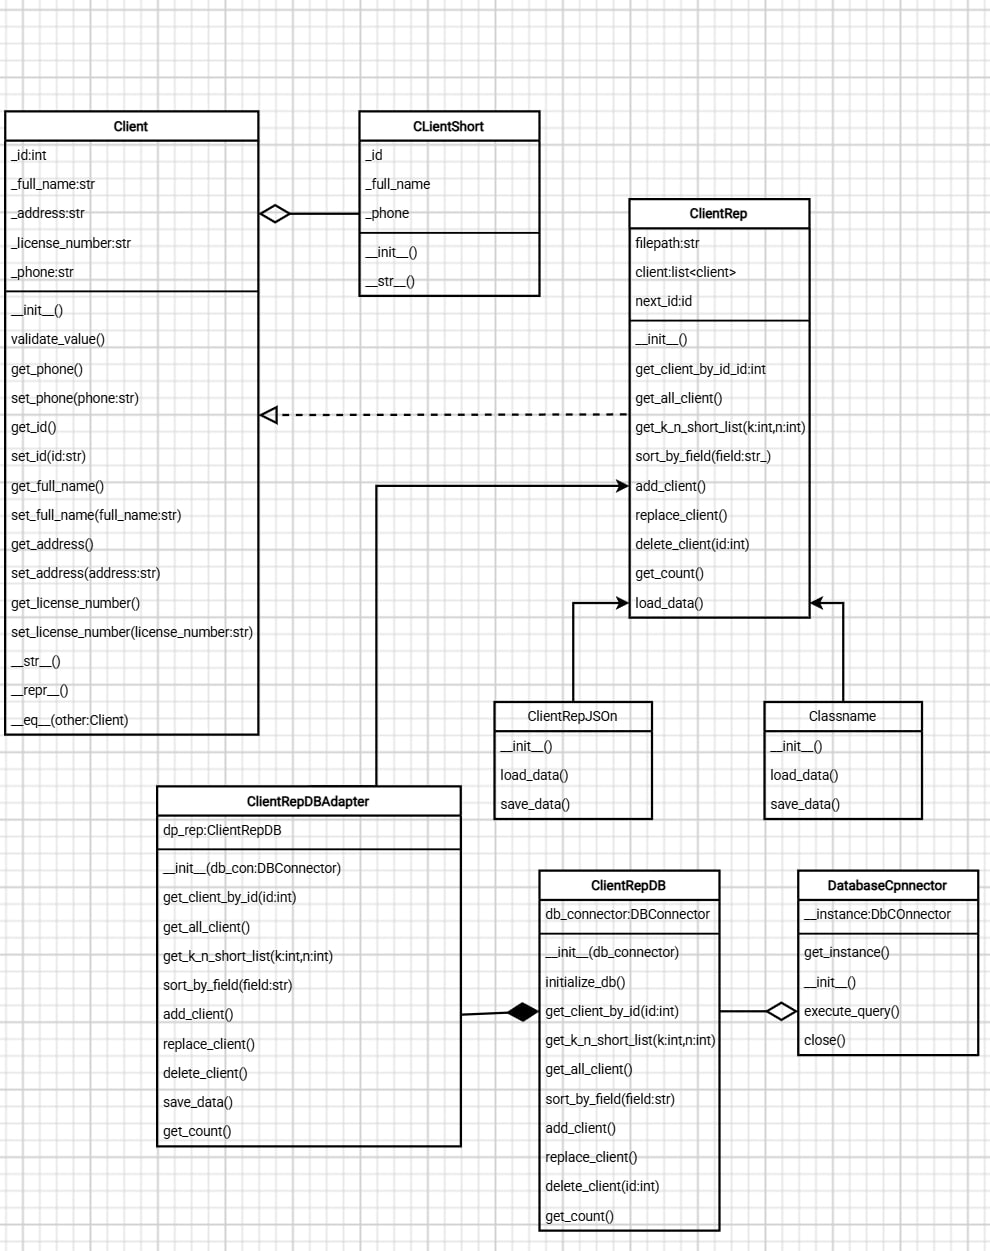 Client
_id:int
_full_name:str
_address:str
_license_number:str
_phone:str
__init__()
validate_value()
get_phone()
set_phone(phone:str)
get_id()
set_id(id:str)
get_full_name()
set_full_name(full_name:str)
get_address()
set_address(address:str)
get_license_number()
set_license_number(license_number:str)
__str__()
__repr__()
__eq__(other:Client)
CLientShort
_id
_full_name
_phone
__init__()
__str__()
ClientRep
filepath:str
client:list<client>
next_id:id
__init__()
get_client_by_id_id:int
get_all_client()
get_k_n_short_list(k:int,n:int)
sort_by_field(field:str_)
add_client()
replace_client()
delete_client(id:int)
get_count()
load_data()
ClientRepJSOn
__init__()
load_data()
save_data()
Classname
__init__()
load_data()
save_data()
ClientRepDBAdapter
dp_rep:ClientRepDB
__init__(db_con:DBConnector)
get_client_by_id(id:int)
get_all_client()
get_k_n_short_list(k:int,n:int)
sort_by_field(field:str)
add_client()
replace_client()
delete_client()
save_data()
get_count()
ClientRepDB
db_connector:DBConnector
__init__(db_connector)
initialize_db()
get_client_by_id(id:int)
get_k_n_short_list(k:int,n:int)
get_all_client()
sort_by_field(field:str)
add_client()
replace_client()
delete_client(id:int)
get_count()
DatabaseCpnnector
__instance:DbCOnnector
get_instance()
__init__()
execute_query()
close()